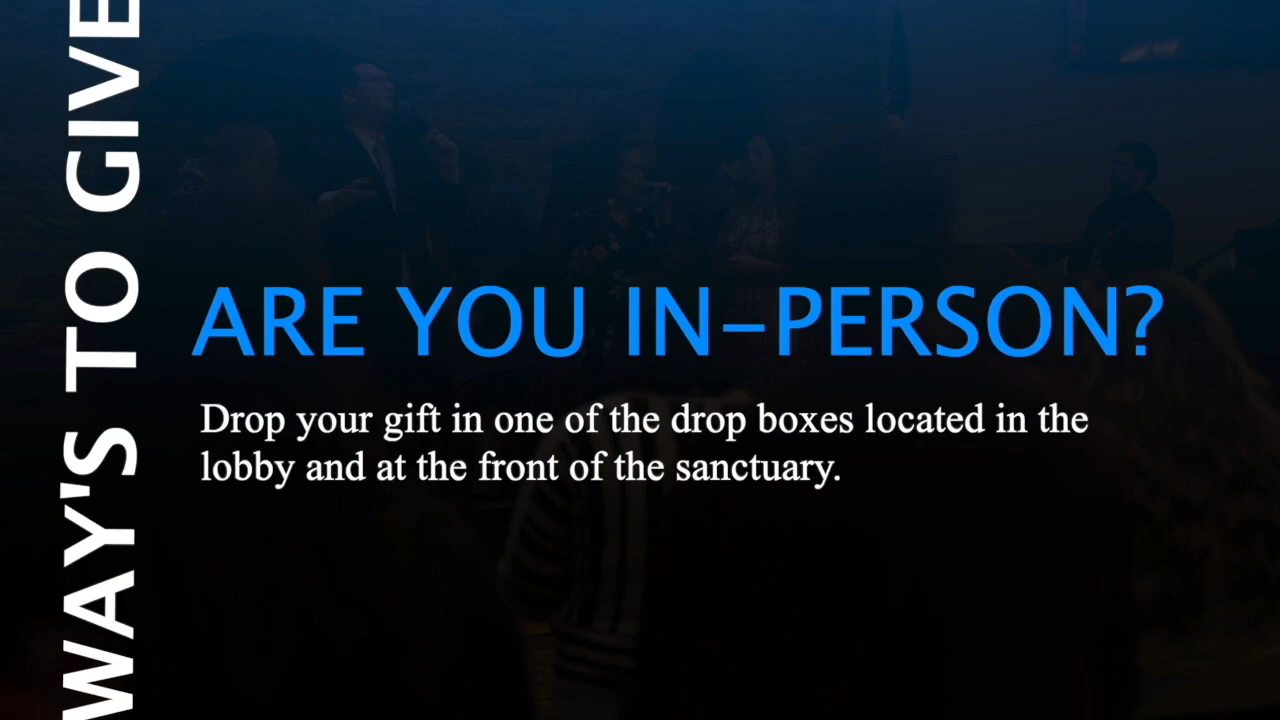 WAY'S TO GIVE
ARE YOU IN-PERSON?
Drop your gift in one of the drop boxes located in the
lobby and at the front of the sanctuary.